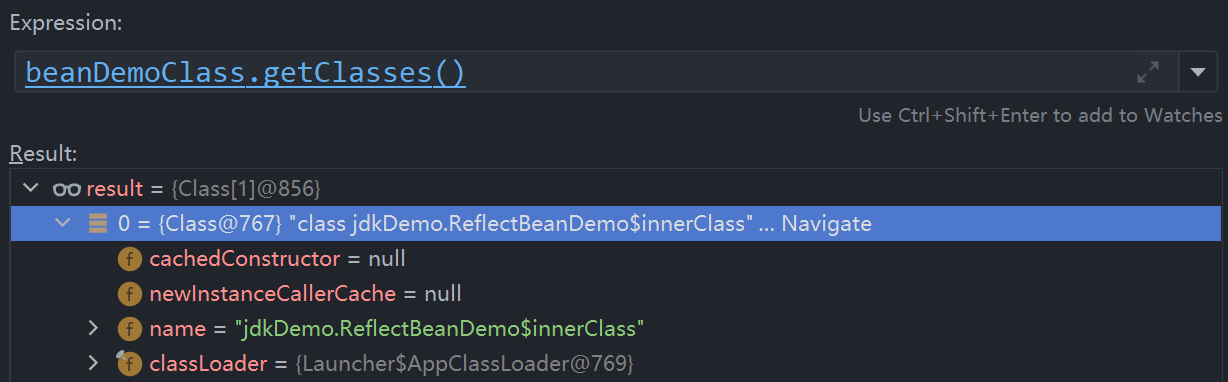 Expression:
beanDemoClass.getClasses()
Use Ctrl+Shift+Enter to add to Watches
Result:
result = {Class[1]@856}
0 = {Class@767} "class jdkDemo.ReflectBeanDemo$innerClass" ... Navigate
f cachedConstructor = null
f newInstanceCallerCache = null
f name = "jdkDemo.ReflectBeanDemo$innerClass"
f classLoader = {Launcher$AppClassLoader@769}